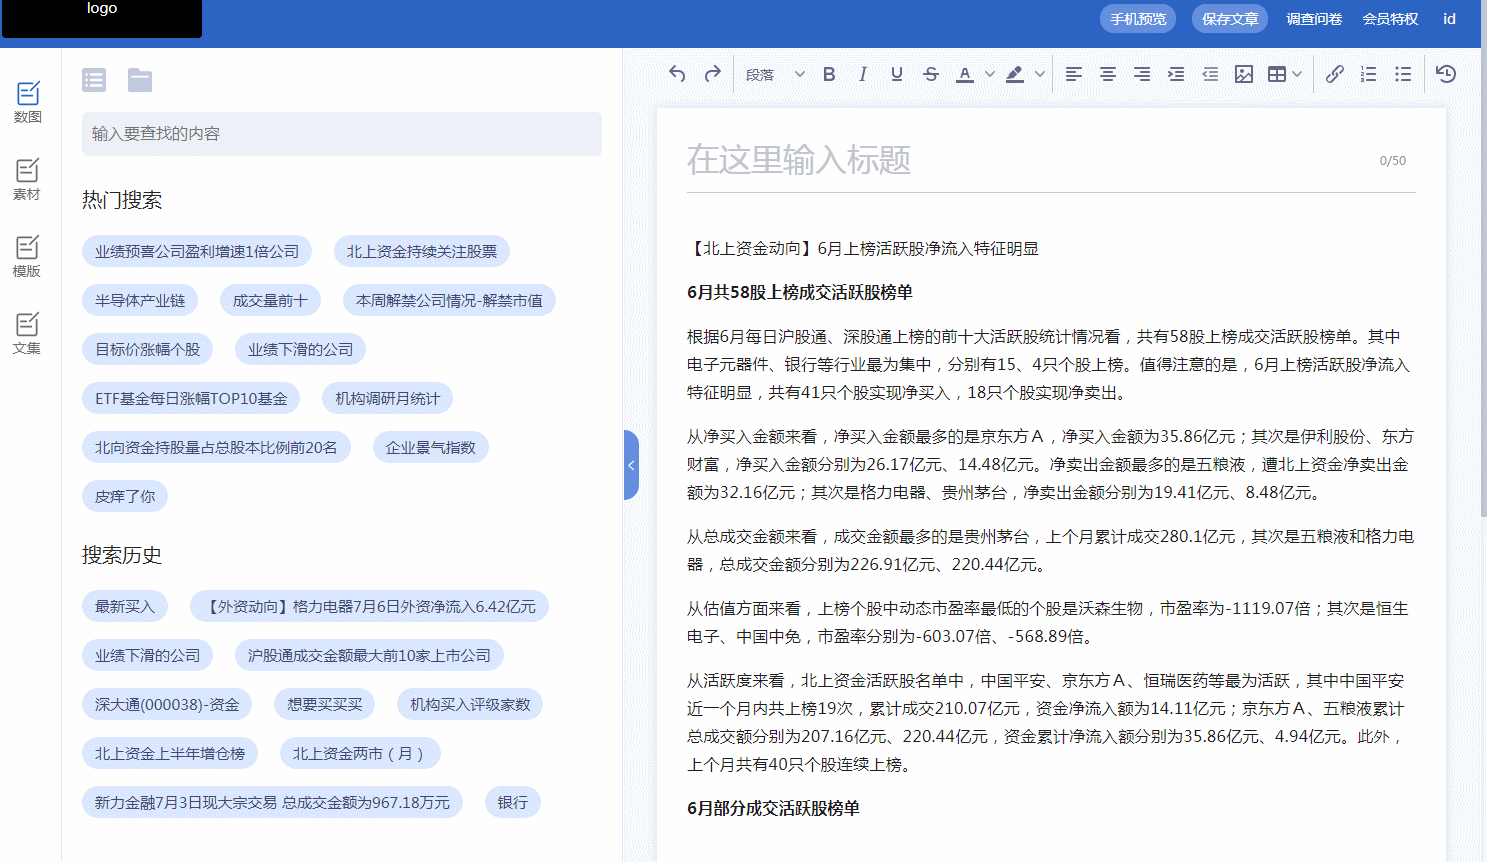 logo
手机预览 保存文章 调查问卷 会员特权 id
数图
素材
模版
文集
输入要查找的内容
热门搜索
业绩预喜公司盈利增速1倍公司 北上资金持续关注股票
半导体产业链 成交量前十 本周解禁公司情况-解禁市值
目标价涨幅个股 业绩下滑的公司
ETF基金每日涨幅TOP10基金 机构调研月统计
北向资金持股量占总股本比例前20名 企业景气指数
皮痒了你
搜索历史
最新买入 【外资动向】格力电器7月6日外资净流入6.42亿元
业绩下滑的公司 沪股通成交金额最大前10家上市公司
深大通(000038)-资金 想要买买买 机构买入评级家数
北上资金上半年增仓榜 北上资金两市（月）
新力金融7月3日现大宗交易 总成交金额为967.18万元 银行
段落 B I U S A
在这里输入标题 0/50
【北上资金动向】6月上榜活跃股净流入特征明显
6月共58股上榜成交活跃股榜单
根据6月每日沪股通、深股通上榜的前十大活跃股统计情况看，共有58股上榜成交活跃股榜单。其中
电子元器件、银行等行业最为集中，分别有15、4只个股上榜。值得注意的是，6月上榜活跃股净流入
特征明显，共有41只个股实现净买入，18只个股实现净卖出。
从净买入金额来看，净买入金额最多的是京东方Ａ，净买入金额为35.86亿元；其次是伊利股份、东方
财富，净买入金额分别为26.17亿元、14.48亿元。净卖出金额最多的是五粮液，遭北上资金净卖出金
额为32.16亿元；其次是格力电器、贵州茅台，净卖出金额分别为19.41亿元、8.48亿元。
从总成交金额来看，成交金额最多的是贵州茅台，上个月累计成交280.1亿元，其次是五粮液和格力电
器，总成交金额分别为226.91亿元、220.44亿元。
从估值方面来看，上榜个股中动态市盈率最低的个股是沃森生物，市盈率为-1119.07倍；其次是恒生
电子、中国中免，市盈率分别为-603.07倍、-568.89倍。
从活跃度来看，北上资金活跃股名单中，中国平安、京东方Ａ、恒瑞医药等最为活跃，其中中国平安
近一个月内共上榜19次，累计成交210.07亿元，资金净流入额为14.11亿元；京东方Ａ、五粮液累计
总成交额分别为207.16亿元、220.44亿元，资金累计净流入额分别为35.86亿元、4.94亿元。此外，
上个月共有40只个股连续上榜。
6月部分成交活跃股榜单